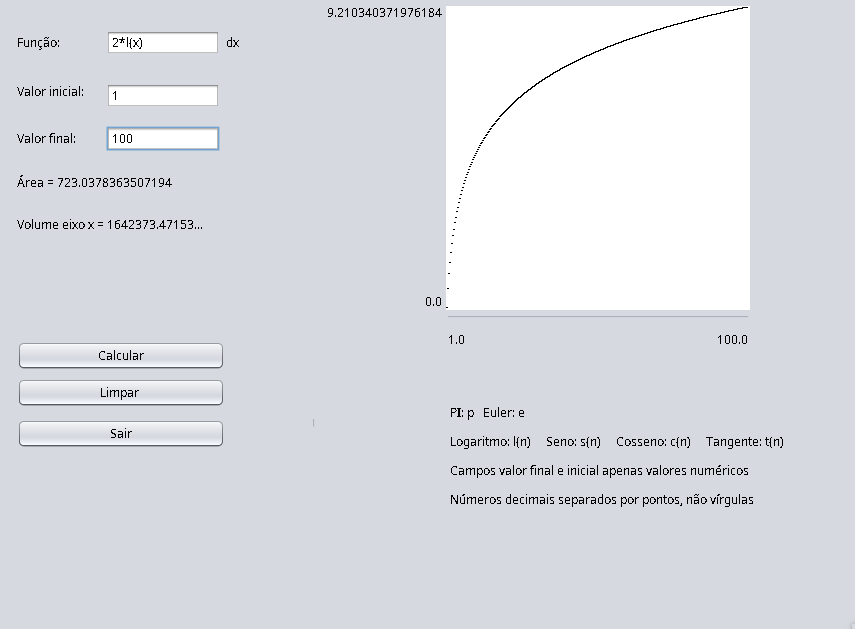 9.210340371976184
Função: 2*l(x) dx
Valor inicial: 1
Valor final: 100
Área = 723.0378363507194
Volume eixo x = 1642373.47153...
0.0
1.0 100.0
Calcular
Limpar
Sair
PI: p Euler: e
Logaritmo: l(n) Seno: s(n) Cosseno: c(n) Tangente: t(n)
Campos valor final e inicial apenas valores numéricos
Números decimais separados por pontos, não vírgulas